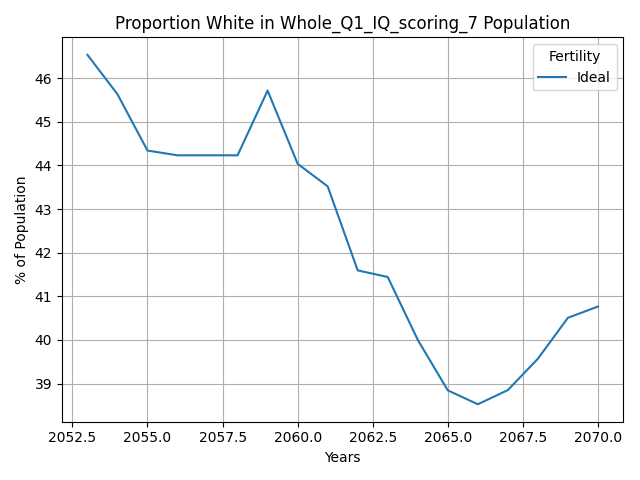 Proportion White in Whole_Q1_IQ_scoring_7 Population
Fertility
Ideal
46
45
44
43
42
41
40
39
% of Population
2052.5 2055.0 2057.5 2060.0 2062.5 2065.0 2067.5 2070.0
Years